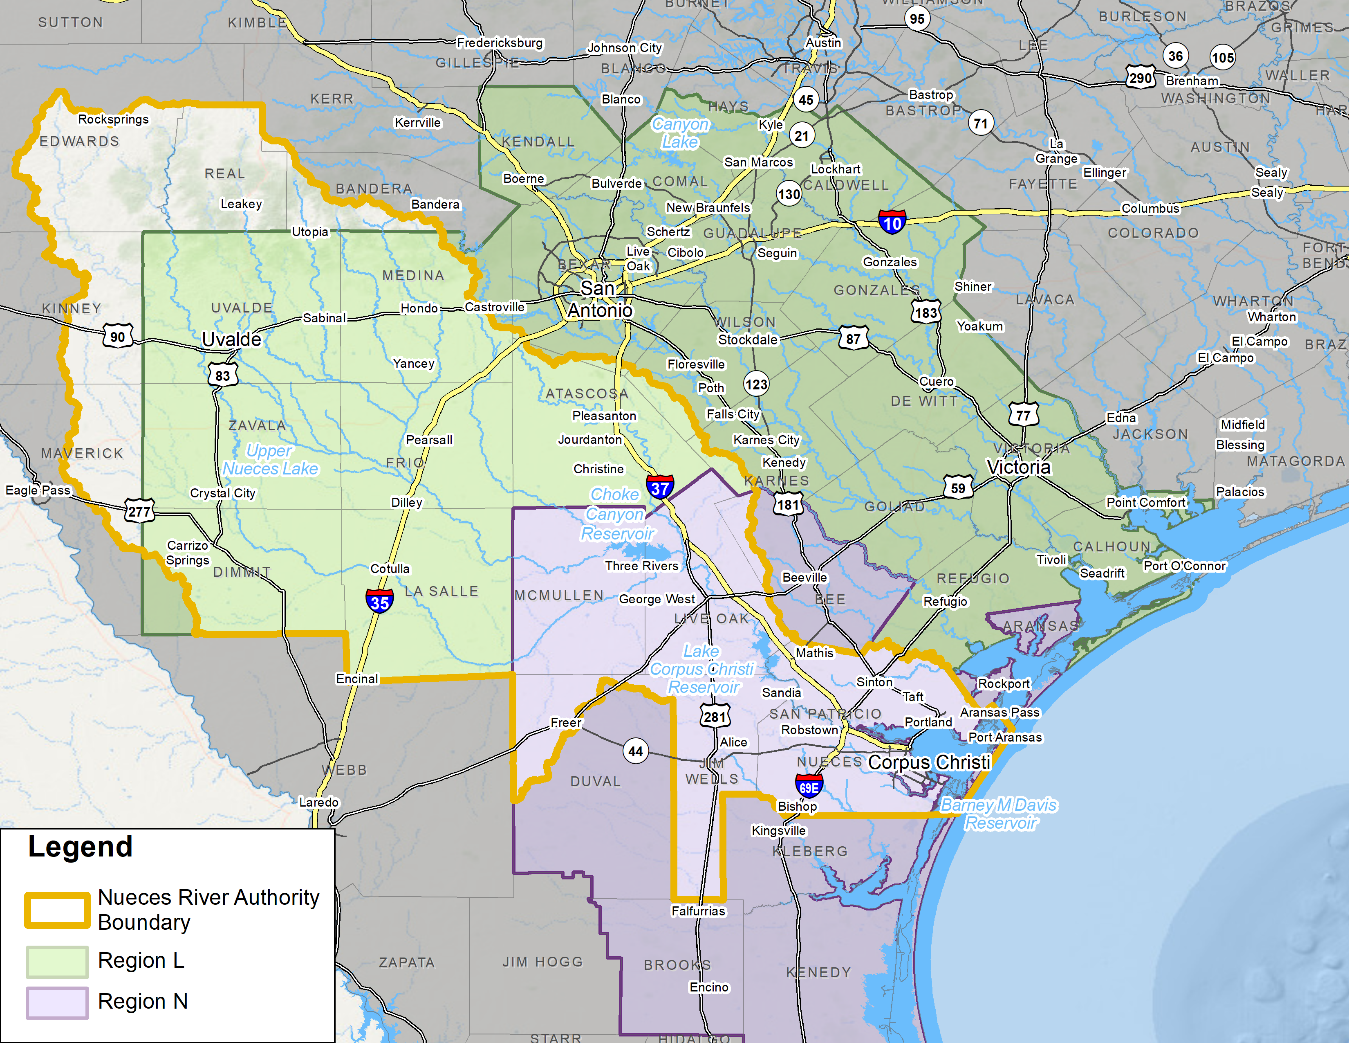 SUTTON
KIMBLE
BURNET
WILLIAMSON
BURLESON
BRAZOS
GRIMES
95
Fredericksburg
GILLESPIE
Johnson City
BLANCO
Austin
TRAVIS
LEE
36
105
290
Brenham
WALLER
WASHINGTON
KERR
Blanco
HAYS
45
Bastrop
BASTROP
71
HAR
Rocksprings
EDWARDS
Kerrville
KENDALL
Canyon
Lake
Kyle
21
La
Grange
AUSTIN
San Marcos
Lockhart
Ellinger
Sealy
REAL
BANDERA
Boerne
Bulverde
COMAL
130
CALDWELL
FAYETTE
Sealy
Leakey
Bandera
New Braunfels
10
Columbus
Utopia
Schertz
GUADALUPE
COLORADO
Live
Oak
Cibolo
Seguin
FORT
BEND
BEXAR
Gonzales
MEDINA
San
Antonio
GONZALES
Shiner
LAVACA
WHARTON
Wharton
KINNEY
UVALDE
Hondo
Castroville
Sabinal
183
WILSON
Stockdale
87
Yoakum
El Campo
El Campo
BRAZ
90
Uvalde
Yancey
Floresville
83
Poth
123
Cuero
DE WITT
ATASCOSA
Pleasanton
Falls City
77
Edna
ZAVALA
Jourdanton
Karnes City
VICTORIA
JACKSON
Midfield
Blessing
Pearsall
Upper
Nueces Lake
FRIO
Christine
Kenedy
KARNES
Victoria
MATAGORDA
MAVERICK
Eagle Pass
Crystal City
37
59
Palacios
Dilley
Choke
Canyon
Reservoir
181
GOLIAD
Point Comfort
277
Carrizo
Springs
CALHOUN
DIMMIT
Cotulla
Three Rivers
Beeville
REFUGIO
Tivoli
Seadrift
Port O'Connor
35
LA SALLE
MCMULLEN
George West
BEE
Refugio
LIVE OAK
ARANSAS
Encinal
Lake
Corpus Christi
Reservoir
Mathis
Sinton
Rockport
Sandia
Taft
Freer
281
SAN PATRICIO
Portland
Aransas Pass
Robstown
Port Aransas
44
Alice
WEBB
DUVAL
JIM
WELLS
NUECES
Corpus Christi
69E
Laredo
Bishop
Barney M Davis
Reservoir
Kingsville
KLEBERG
Legend
Nueces River Authority
Boundary
Region L
Region N
Falfurrias
ZAPATA
JIM HOGG
BROOKS
KENEDY
Encino
STARR
HIDALGO